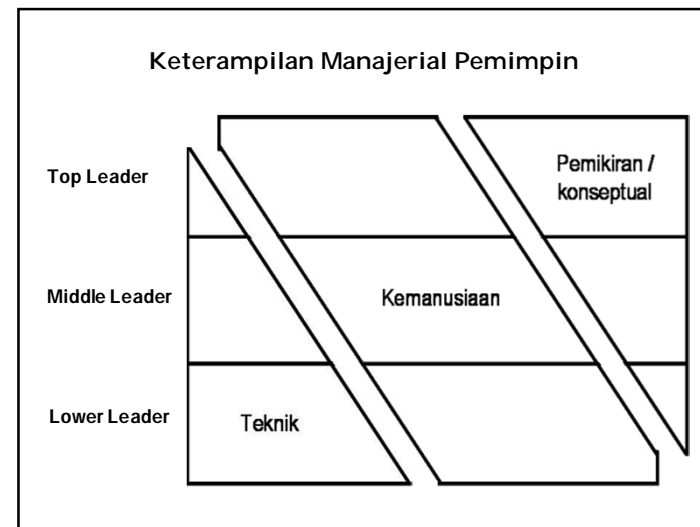 Keterampilan Manajerial Pemimpin
Top Leader
Pemikiran /
konseptual
Middle Leader
Kemanusiaan
Lower Leader
Teknik